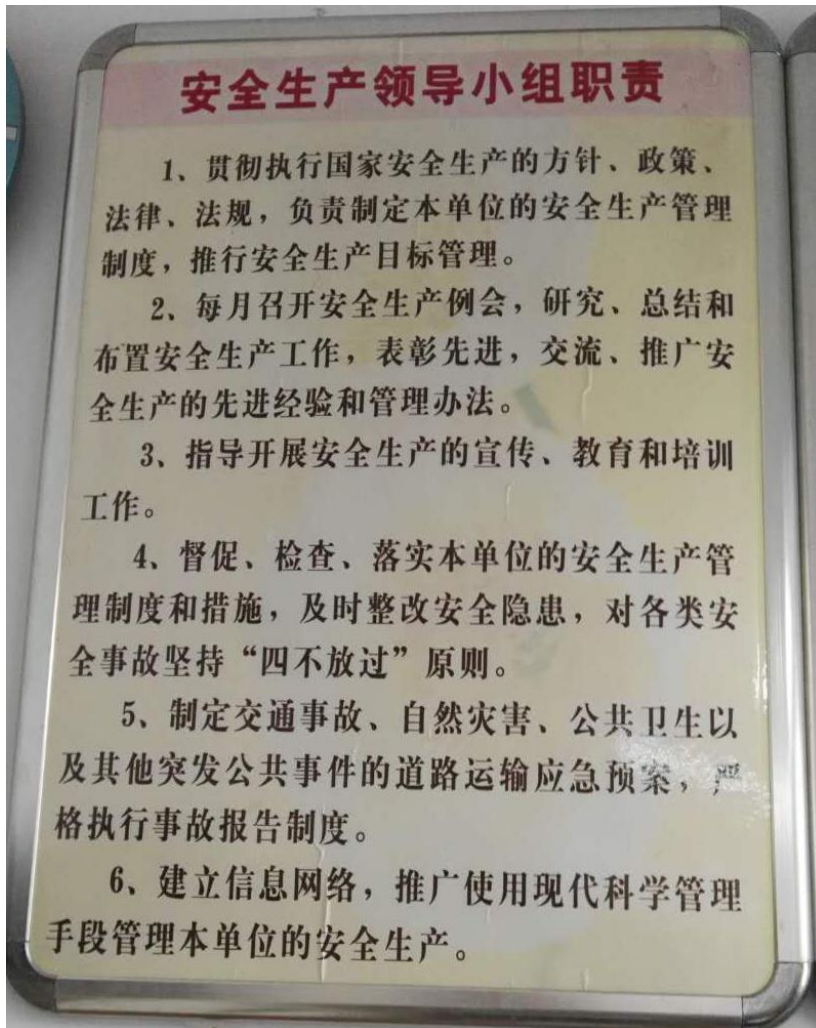 安全生产领导小组职责
1、贯彻执行国家安全生产的方针、政策、
法律、法规，负责制定本单位的安全生产管理
制度，推行安全生产目标管理。
2、每月召开安全生产例会，研究、总结和
布置安全生产工作，表彰先进，交流、推广安
全生产的先进经验和管理办法。
3、指导开展安全生产的宣传、教育和培训
工作。
4、督促、检查、落实本单位的安全生产管
理制度和措施，及时整改安全隐患，对各类安
全事故坚持“四不放过”原则。
5、制定交通事故、自然灾害、公共卫生以
及其他突发公共事件的道路运输应急预案，严
格执行事故报告制度。
6、建立信息网络，推广使用现代科学管理
手段管理本单位的安全生产。